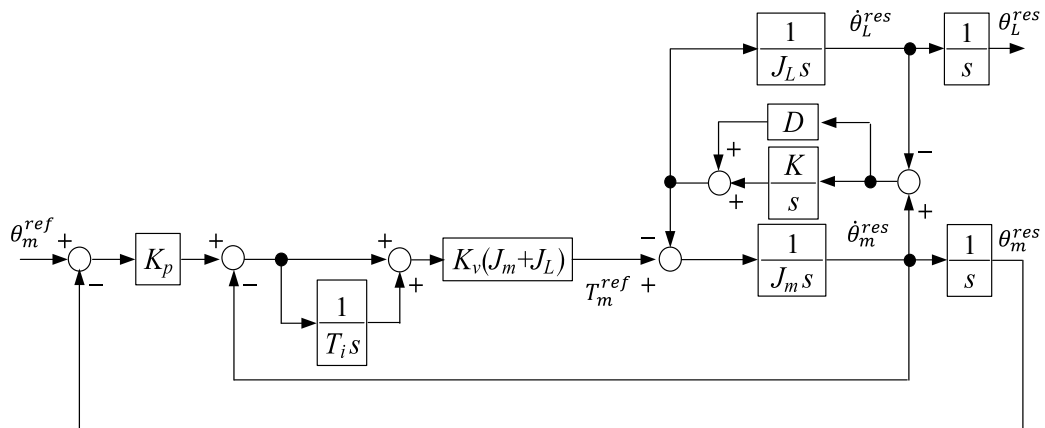 θ̇_L^{res} θ_L^{res}
1/(J_L s) 1/s
D
+ −
K/s
+ +
θ_m^{ref} + + + − θ̇_m^{res} θ_m^{res}
K_p K_v(J_m+J_L) 1/(J_m s) 1/s
− − + T_m^{ref} +
1/(T_i s)